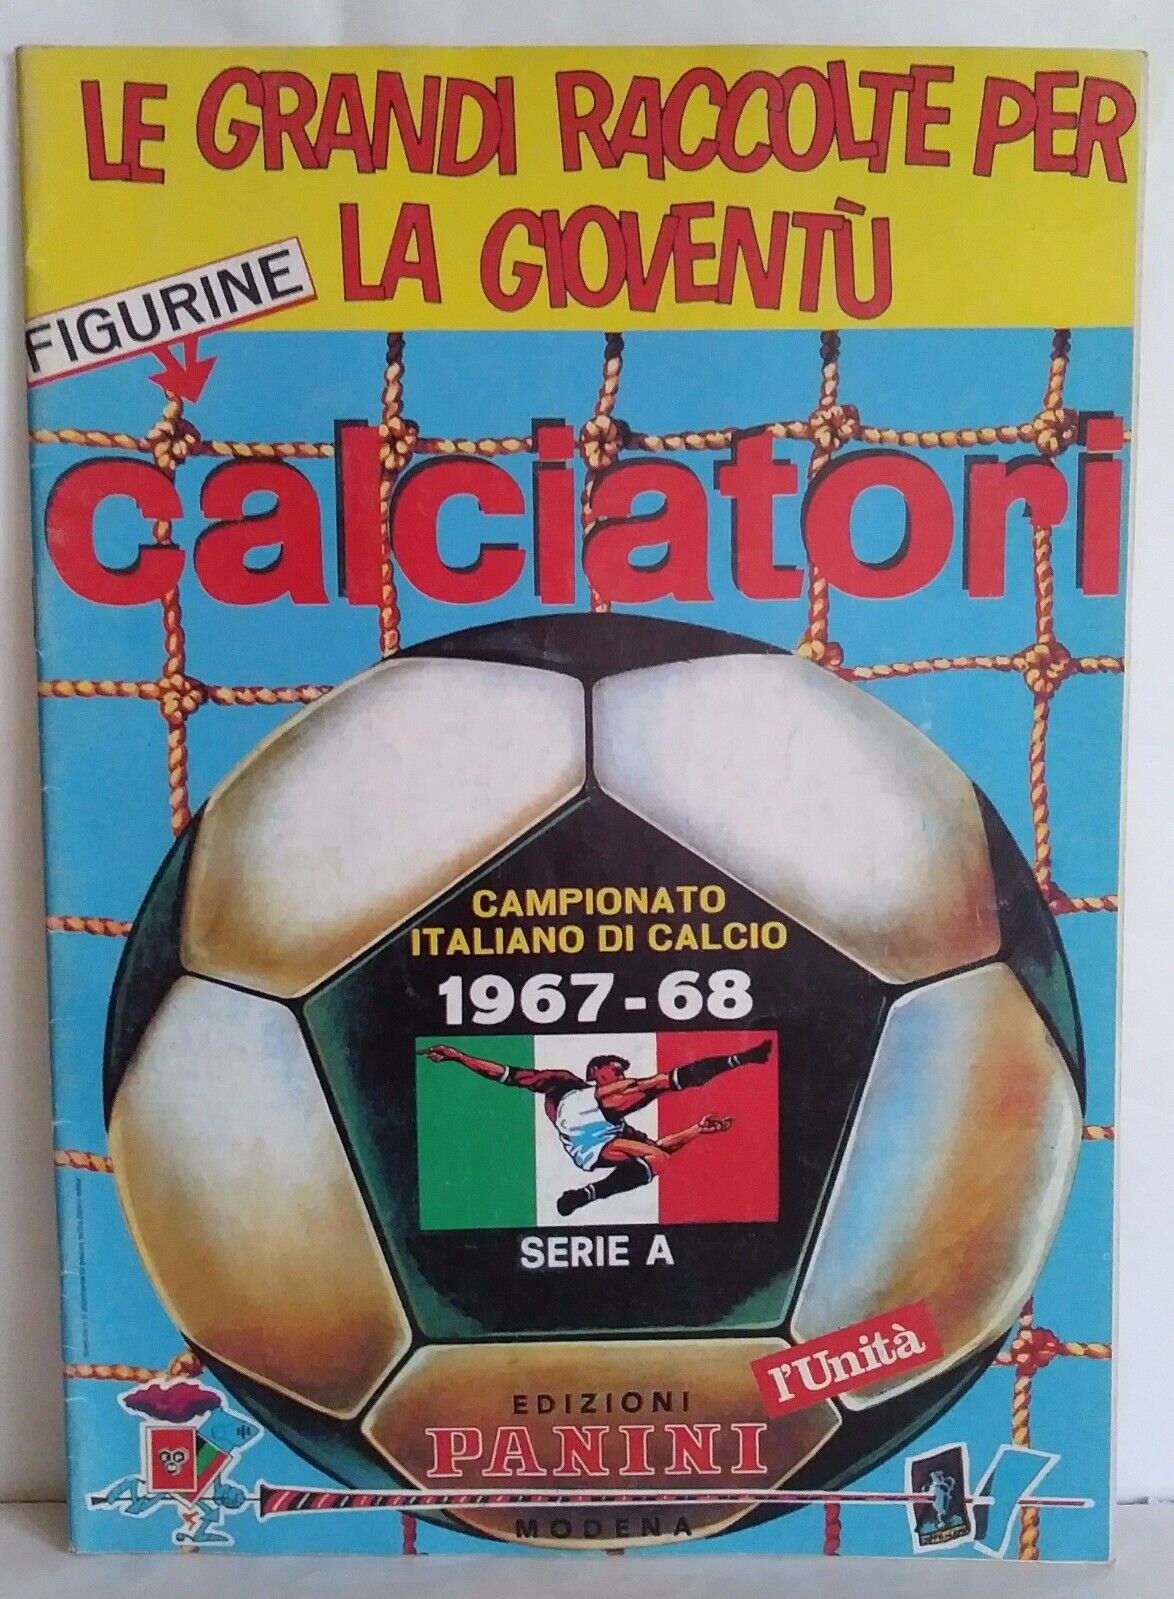 LE GRANDI RACCOLTE PER
LA GIOVENTÙ
FIGURINE
calciatori
CAMPIONATO
ITALIANO DI CALCIO
1967-68
SERIE A
l'Unità
EDIZIONI
PANINI
MODENA